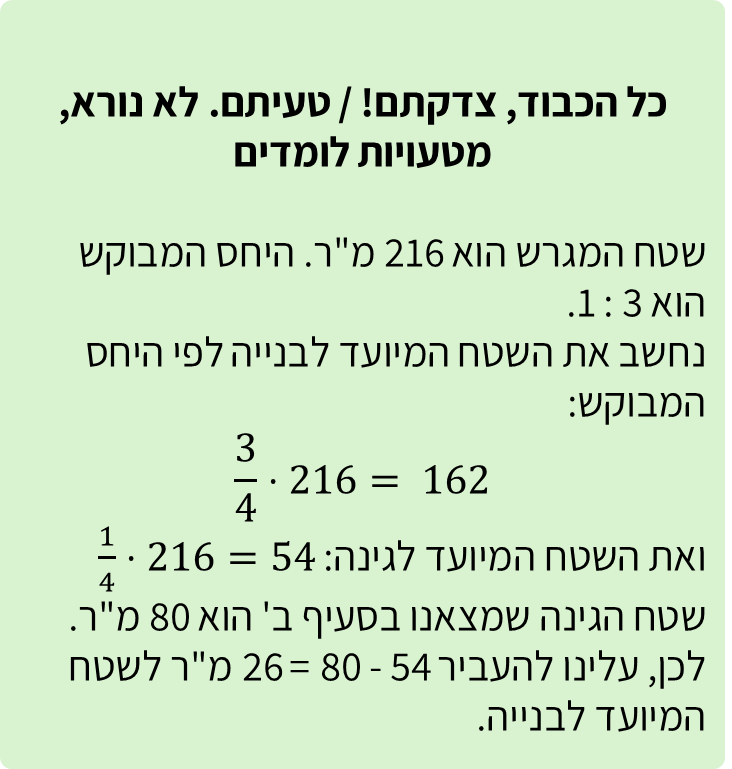 כל הכבוד, צדקתם! / טעיתם. לא נורא,
מטעויות לומדים
שטח המגרש הוא 216 מ"ר. היחס המבוקש
הוא 3 : 1.
נחשב את השטח המיועד לבנייה לפי היחס
המבוקש:
3/4 · 216 = 162
ואת השטח המיועד לגינה: 1/4 · 216 = 54
שטח הגינה שמצאנו בסעיף ב' הוא 80 מ"ר.
לכן, עלינו להעביר 54 - 80 = 26 מ"ר לשטח
המיועד לבנייה.